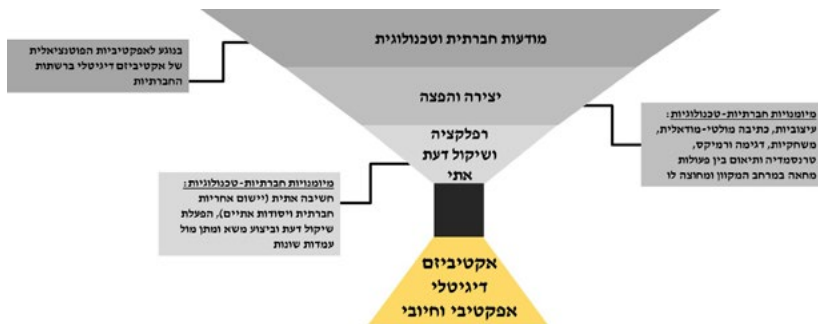 מודעות חברתית וטכנולוגית
בנוגע לאפקטיביות הפוטנציאלית
של אקטיביזם דיגיטלי ברשתות
החברתיות
יצירה והפצה
מיומנויות חברתיות-טכנולוגיות:
עיצוביות, כתיבה מולטי-מודאלית,
משחקיות, דגימה ורמיקס,
טרנסמדיה ותיאום בין פעולות
מחאה במרחב המקוון ומחוצה לו
רפלקציה
ושיקול דעת
אתי
מיומנויות חברתיות-טכנולוגיות:
חשיבה אתית (יישום אחריות
חברתית ויסודות אתיים), הפעלת
שיקול דעת וביצוע משא ומתן מול
עמדות שונות
אקטיביזם
דיגיטלי
אפקטיבי וחיובי